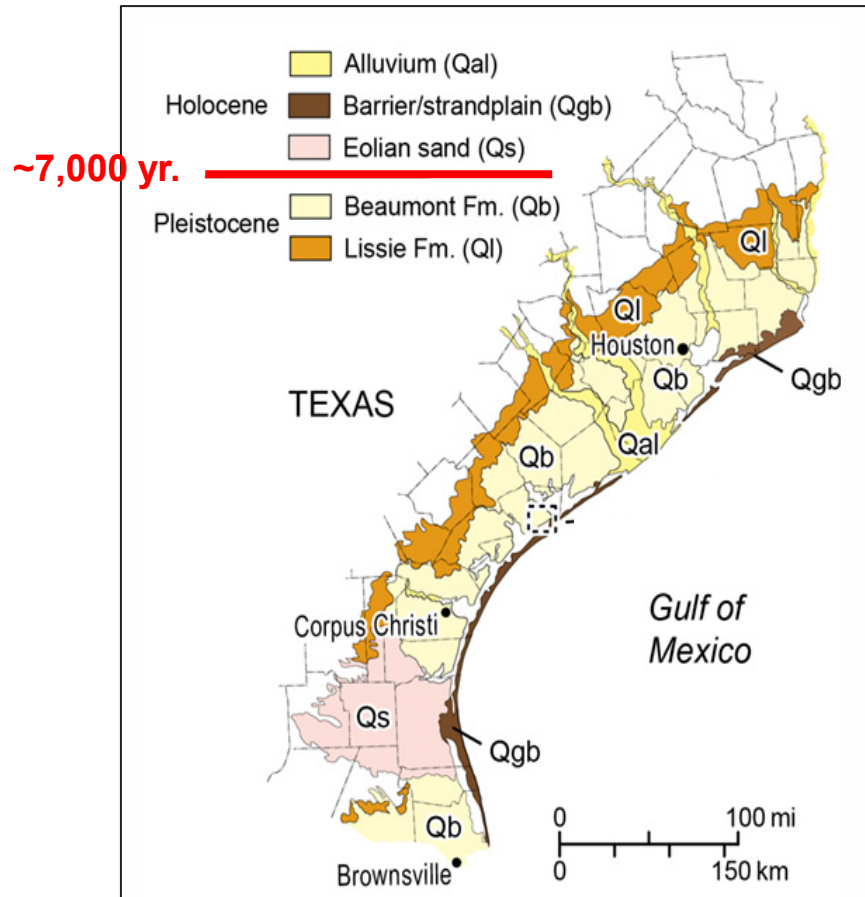 Holocene
Alluvium (Qal)
Barrier/strandplain (Qgb)
Eolian sand (Qs)
~7,000 yr.
Pleistocene
Beaumont Fm. (Qb)
Lissie Fm. (Ql)
Ql
Ql
Houston
Qb
Qgb
TEXAS
Qal
Qb
Gulf of
Mexico
Corpus Christi
Qs
Qgb
Qb
Brownsville
0 100 mi
0 150 km